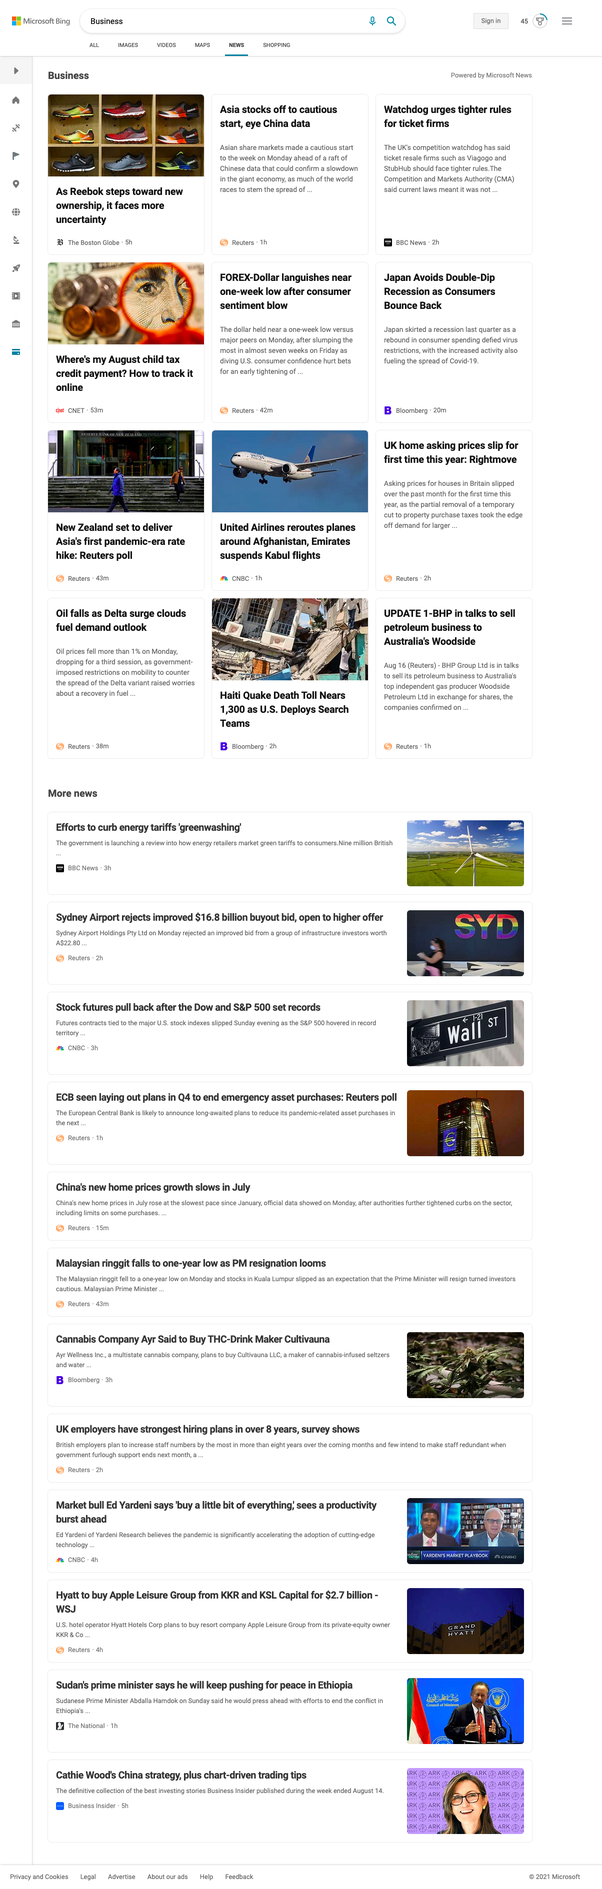 Microsoft Bing
Business
Sign in
45
ALL IMAGES VIDEOS MAPS NEWS SHOPPING
Business
Powered by Microsoft News
As Reebok steps toward new
ownership, it faces more
uncertainty
The Boston Globe · 5h
Asia stocks off to cautious
start, eye China data
Asian share markets made a cautious start
to the week on Monday ahead of a raft of
Chinese data that could confirm a slowdown
in the giant economy, as much of the world
races to stem the spread of ...
Reuters · 1h
Watchdog urges tighter rules
for ticket firms
The UK's competition watchdog has said
ticket resale firms such as Viagogo and
StubHub should face tighter rules.The
Competition and Markets Authority (CMA)
said current laws meant it was not ...
BBC News · 2h
Where's my August child tax
credit payment? How to track it
online
CNET · 53m
FOREX-Dollar languishes near
one-week low after consumer
sentiment blow
The dollar held near a one-week low versus
major peers on Monday, after slumping the
most in almost seven weeks on Friday as
diving U.S. consumer confidence hurt bets
for an early tightening of ...
Reuters · 42m
Japan Avoids Double-Dip
Recession as Consumers
Bounce Back
Japan skirted a recession last quarter as a
rebound in consumer spending defied virus
restrictions, with the increased activity also
fueling the spread of Covid-19.
Bloomberg · 20m
New Zealand set to deliver
Asia's first pandemic-era rate
hike: Reuters poll
Reuters · 43m
United Airlines reroutes planes
around Afghanistan, Emirates
suspends Kabul flights
CNBC · 1h
UK home asking prices slip for
first time this year: Rightmove
Asking prices for houses in Britain slipped
over the past month for the first time this
year, as the partial removal of a temporary
cut to property purchase taxes took the edge
off demand for larger ...
Reuters · 2h
Oil falls as Delta surge clouds
fuel demand outlook
Oil prices fell more than 1% on Monday,
dropping for a third session, as government-
imposed restrictions on mobility to counter
the spread of the Delta variant raised worries
about a recovery in fuel ...
Reuters · 38m
Haiti Quake Death Toll Nears
1,300 as U.S. Deploys Search
Teams
Bloomberg · 2h
UPDATE 1-BHP in talks to sell
petroleum business to
Australia's Woodside
Aug 16 (Reuters) - BHP Group Ltd is in talks
to sell its petroleum business to Australia's
top independent gas producer Woodside
Petroleum Ltd in exchange for shares, the
companies confirmed on ...
Reuters · 1h
More news
Efforts to curb energy tariffs 'greenwashing'
The government is launching a review into how energy retailers market green tariffs to consumers.Nine million British
...
BBC News · 3h
Sydney Airport rejects improved $16.8 billion buyout bid, open to higher offer
Sydney Airport Holdings Pty Ltd on Monday rejected an improved bid from a group of infrastructure investors worth
A$22.80 ...
Reuters · 2h
SYD
Stock futures pull back after the Dow and S&P 500 set records
Futures contracts tied to the major U.S. stock indexes slipped Sunday evening as the S&P 500 hovered in record
territory ...
CNBC · 3h
1-21
Wall ST
ECB seen laying out plans in Q4 to end emergency asset purchases: Reuters poll
The European Central Bank is likely to announce long-awaited plans to reduce its pandemic-related asset purchases in
the next ...
Reuters · 1h
China's new home prices growth slows in July
China's new home prices in July rose at the slowest pace since January, official data showed on Monday, after authorities further tightened curbs on the sector,
including limits on some purchases. ...
Reuters · 15m
Malaysian ringgit falls to one-year low as PM resignation looms
The Malaysian ringgit fell to a one-year low on Monday and stocks in Kuala Lumpur slipped as an expectation that the Prime Minister will resign turned investors
cautious. Malaysian Prime Minister ...
Reuters · 43m
Cannabis Company Ayr Said to Buy THC-Drink Maker Cultivauna
Ayr Wellness Inc., a multistate cannabis company, plans to buy Cultivauna LLC, a maker of cannabis-infused seltzers
and water ...
Bloomberg · 3h
UK employers have strongest hiring plans in over 8 years, survey shows
British employers plan to increase staff numbers by the most in more than eight years over the coming months and few intend to make staff redundant when
government furlough support ends next month, a ...
Reuters · 2h
Market bull Ed Yardeni says 'buy a little bit of everything,' sees a productivity
burst ahead
Ed Yardeni of Yardeni Research believes the pandemic is significantly accelerating the adoption of cutting-edge
technology ...
CNBC · 4h
YARDENI'S MARKET PLAYBOOK
Hyatt to buy Apple Leisure Group from KKR and KSL Capital for $2.7 billion -
WSJ
U.S. hotel operator Hyatt Hotels Corp plans to buy resort company Apple Leisure Group from its private-equity owner
KKR & Co ...
Reuters · 4h
GRAND
HYATT
Sudan's prime minister says he will keep pushing for peace in Ethiopia
Sudanese Prime Minister Abdalla Hamdok on Sunday said he would press ahead with efforts to end the conflict in
Ethiopia's ...
The National · 1h
Cathie Wood's China strategy, plus chart-driven trading tips
The definitive collection of the best investing stories Business Insider published during the week ended August 14.
Business Insider · 5h
Privacy and Cookies Legal Advertise About our ads Help Feedback
© 2021 Microsoft